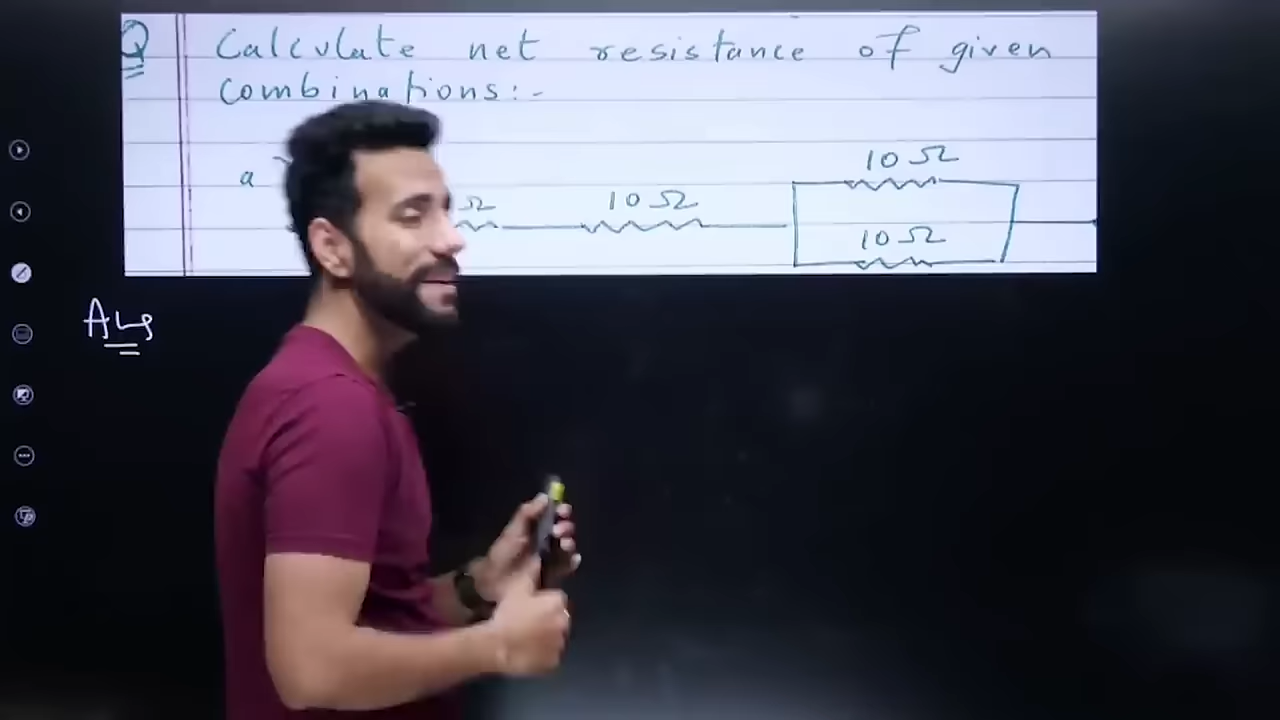 Q Calculate net resistance of given
combinations:-
a
Ω
10 Ω
10 Ω
10 Ω
Ans